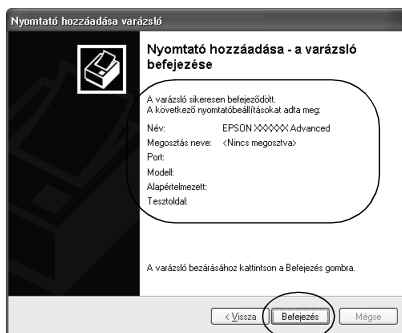 Nyomtató hozzáadása varázsló
Nyomtató hozzáadása - a varázsló
befejezése
A varázsló sikeresen befejeződött.
A következő nyomtatóbeállításokat adta meg:
Név: EPSON XXXXXX Advanced
Megosztás neve: <Nincs megosztva>
Port:
Modell:
Alapértelmezett:
Tesztoldal:
A varázsló bezárásához kattintson a Befejezés gombra.
< Vissza Befejezés Mégse